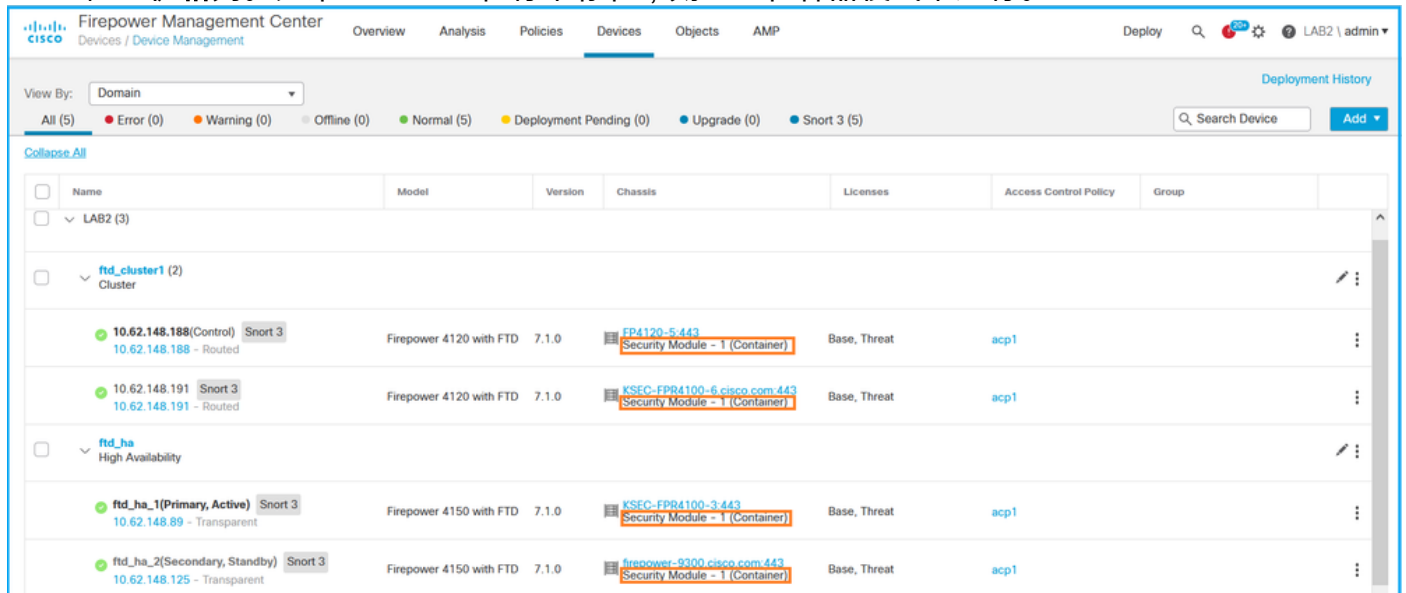 Firepower Management Center
CISCO Devices / Device Management
Overview Analysis Policies Devices Objects AMP
Deploy 20+ LAB2 \ admin
Deployment History
View By: Domain
All (5) Error (0) Warning (0) Offline (0) Normal (5) Deployment Pending (0) Upgrade (0) Snort 3 (5)
Search Device Add
Collapse All
Name Model Version Chassis Licenses Access Control Policy Group
LAB2 (3)
ftd_cluster1 (2)
Cluster
10.62.148.188(Control) Snort 3
10.62.148.188 - Routed
Firepower 4120 with FTD 7.1.0
FP4120-5:443
Security Module - 1 (Container)
Base, Threat acp1
10.62.148.191 Snort 3
10.62.148.191 - Routed
Firepower 4120 with FTD 7.1.0
KSEC-FPR4100-6.cisco.com:443
Security Module - 1 (Container)
Base, Threat acp1
ftd_ha
High Availability
ftd_ha_1(Primary, Active) Snort 3
10.62.148.89 - Transparent
Firepower 4150 with FTD 7.1.0
KSEC-FPR4100-3:443
Security Module - 1 (Container)
Base, Threat acp1
ftd_ha_2(Secondary, Standby) Snort 3
10.62.148.125 - Transparent
Firepower 4150 with FTD 7.1.0
firepower-9300.cisco.com:443
Security Module - 1 (Container)
Base, Threat acp1